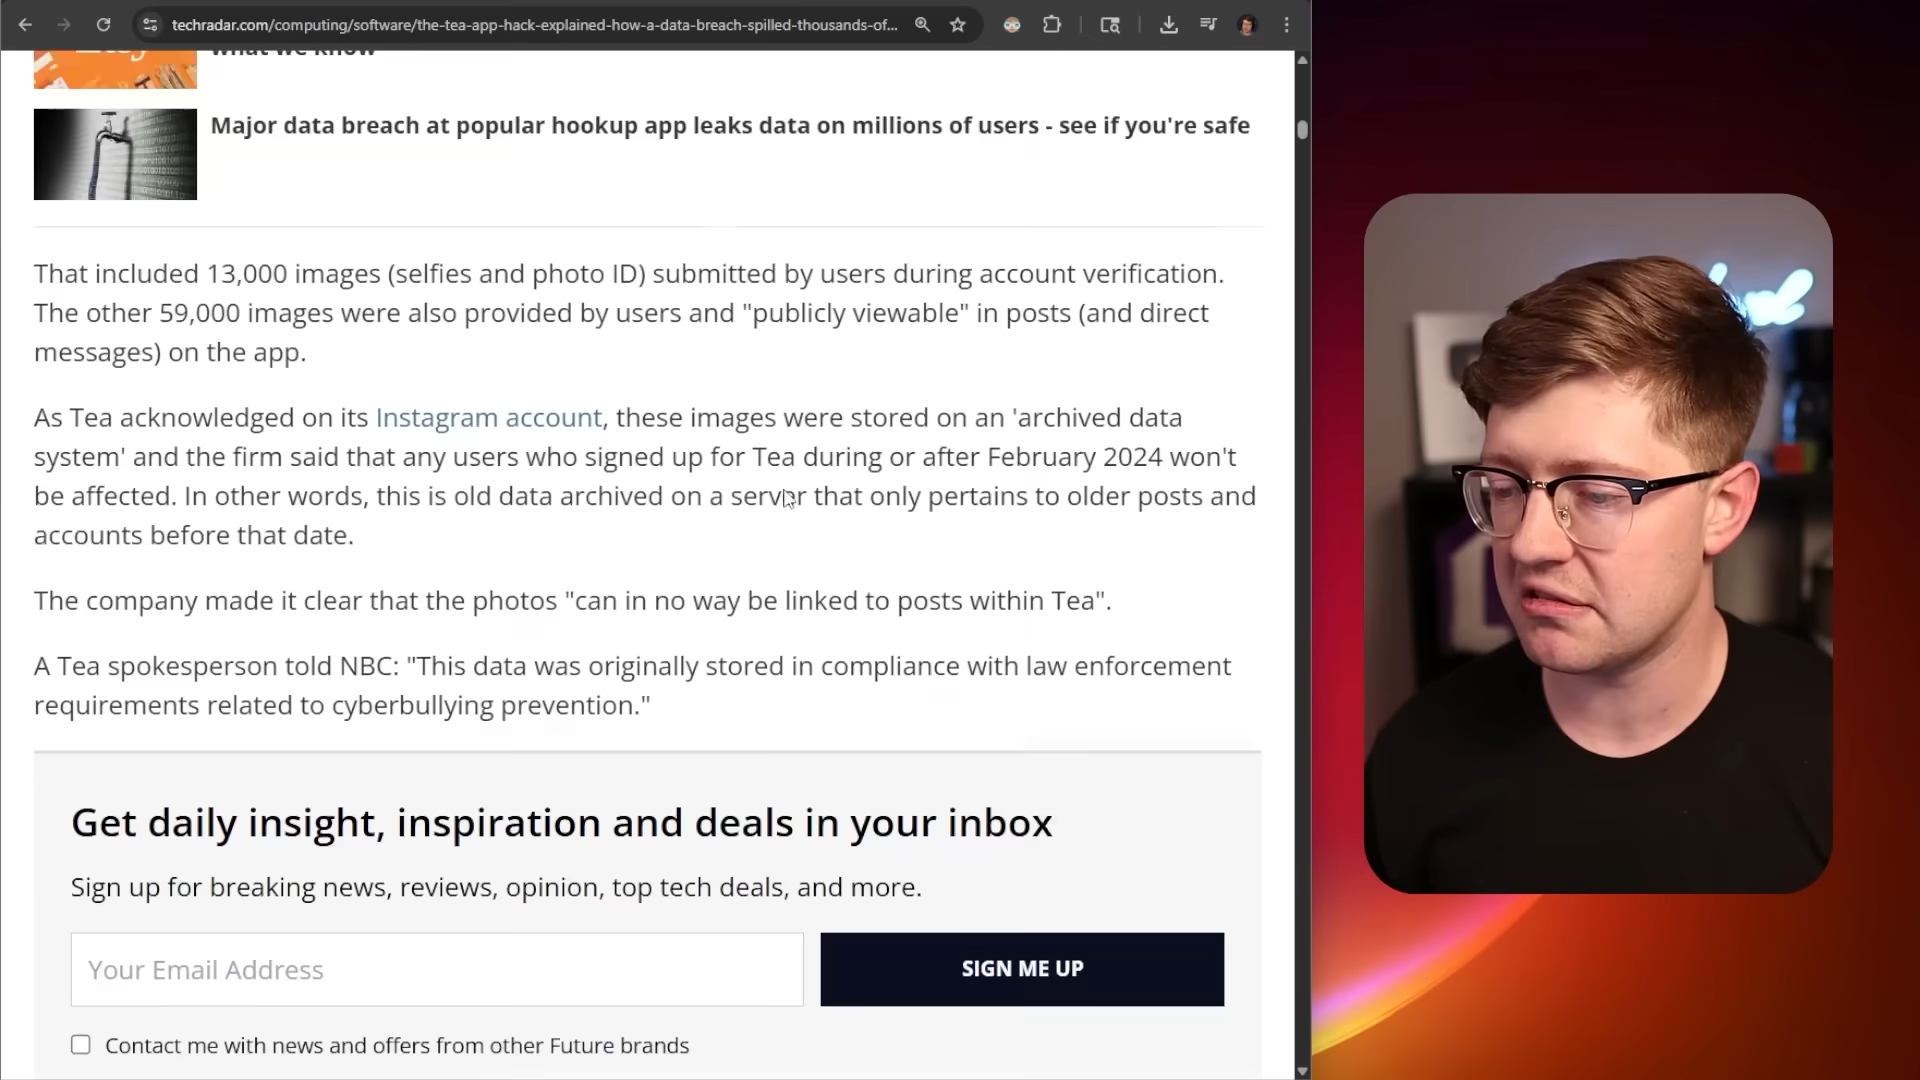 techradar.com/computing/software/the-tea-app-hack-explained-how-a-data-breach-spilled-thousands-of...
what we know
Major data breach at popular hookup app leaks data on millions of users - see if you're safe
That included 13,000 images (selfies and photo ID) submitted by users during account verification.
The other 59,000 images were also provided by users and "publicly viewable" in posts (and direct
messages) on the app.
As Tea acknowledged on its Instagram account, these images were stored on an 'archived data
system' and the firm said that any users who signed up for Tea during or after February 2024 won't
be affected. In other words, this is old data archived on a server that only pertains to older posts and
accounts before that date.
The company made it clear that the photos "can in no way be linked to posts within Tea".
A Tea spokesperson told NBC: "This data was originally stored in compliance with law enforcement
requirements related to cyberbullying prevention."
Get daily insight, inspiration and deals in your inbox
Sign up for breaking news, reviews, opinion, top tech deals, and more.
Your Email Address
SIGN ME UP
Contact me with news and offers from other Future brands